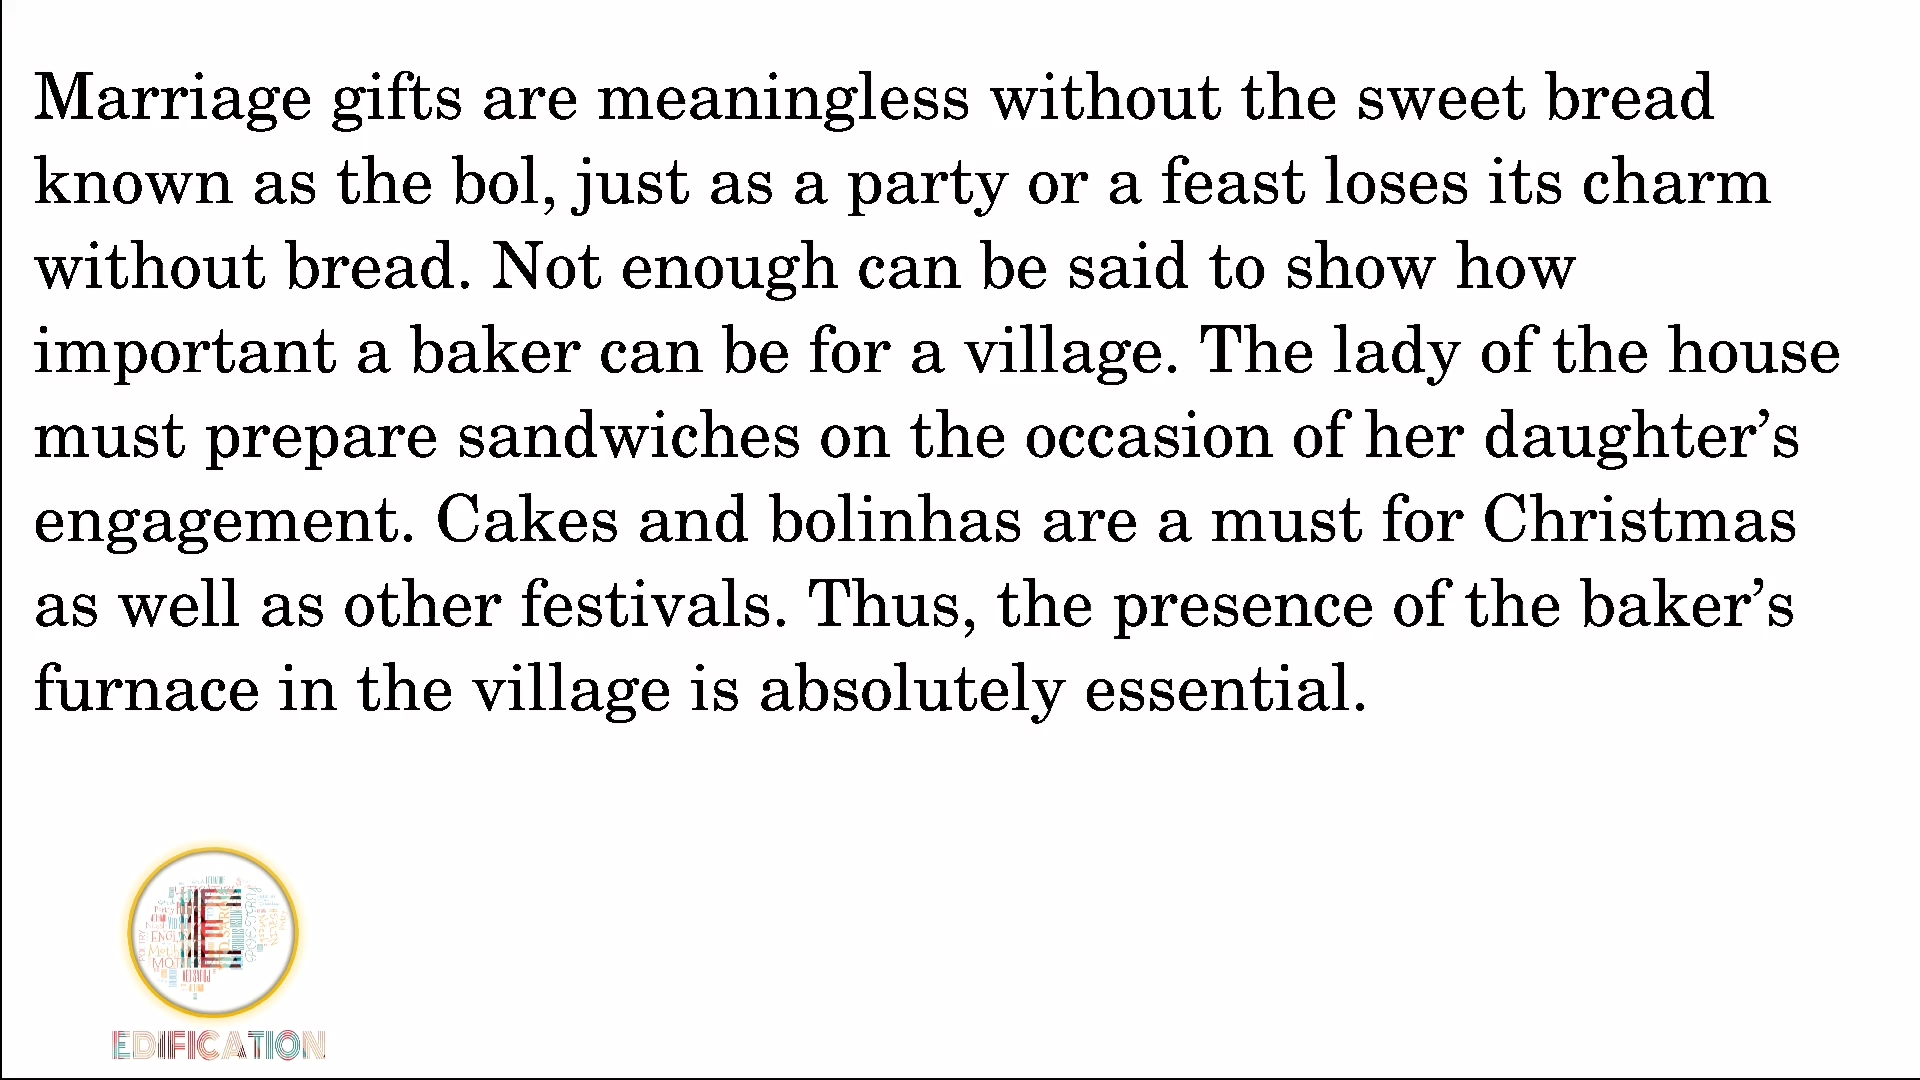 Marriage gifts are meaningless without the sweet bread
known as the bol, just as a party or a feast loses its charm
without bread. Not enough can be said to show how
important a baker can be for a village. The lady of the house
must prepare sandwiches on the occasion of her daughter’s
engagement. Cakes and bolinhas are a must for Christmas
as well as other festivals. Thus, the presence of the baker’s
furnace in the village is absolutely essential.
EDIFICATION